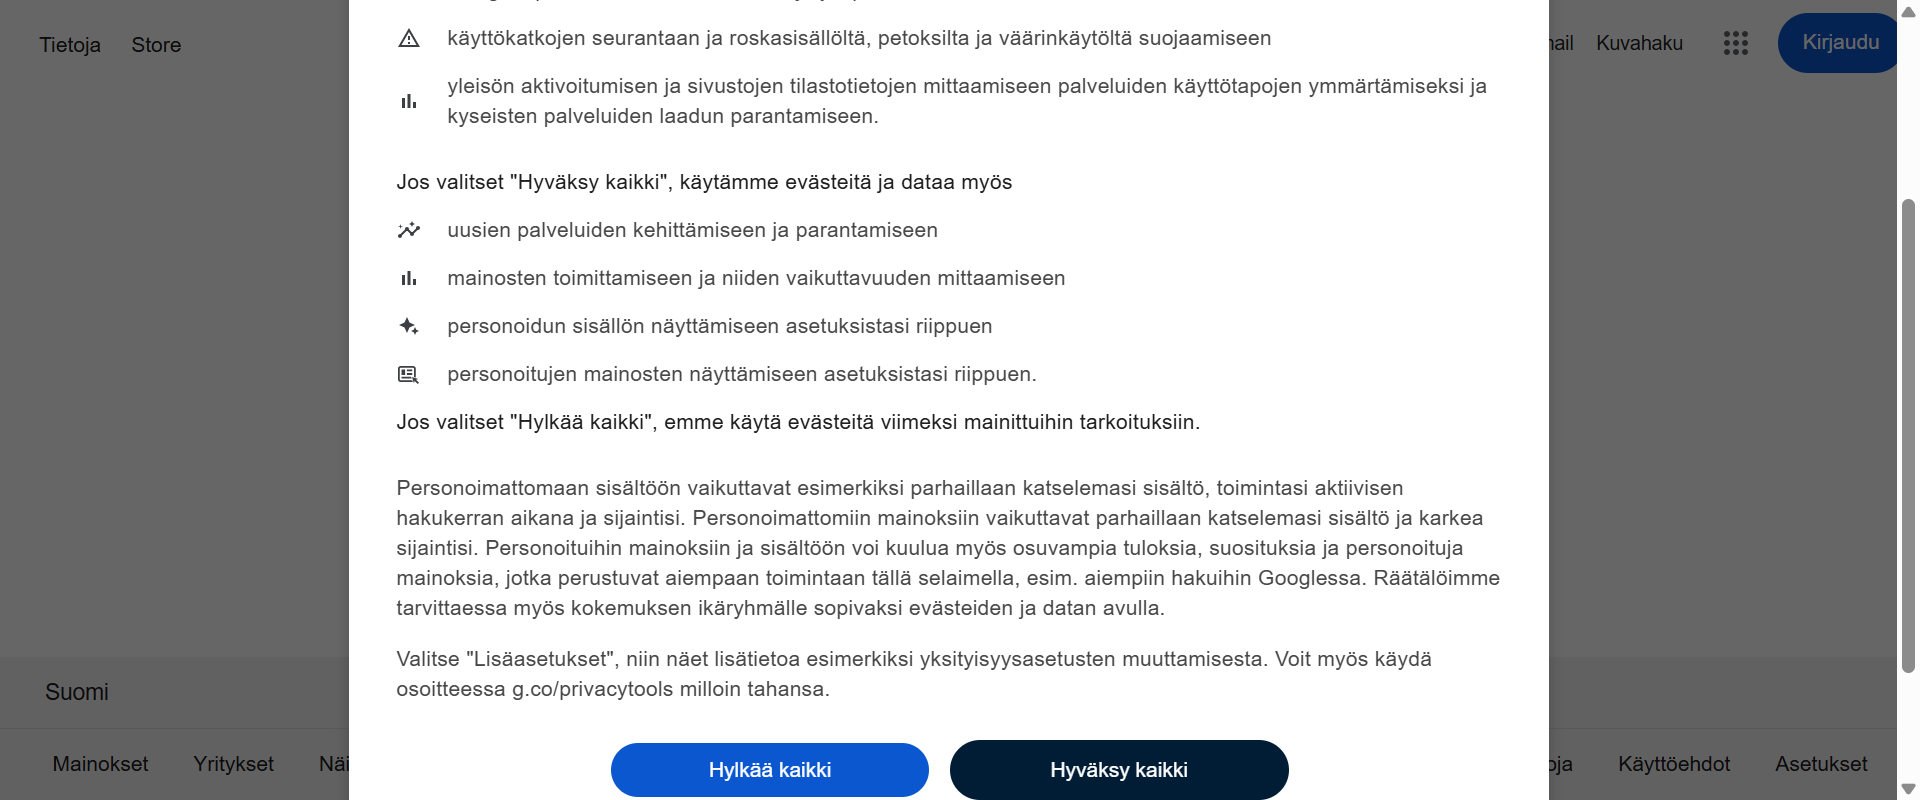 Tietoja Store
Kuvahaku
Kirjaudu
käyttökatkojen seurantaan ja roskasisällöltä, petoksilta ja väärinkäytöltä suojaamiseen
yleisön aktivoitumisen ja sivustojen tilastotietojen mittaamiseen palveluiden käyttötapojen ymmärtämiseksi ja
kyseisten palveluiden laadun parantamiseen.
Jos valitset "Hyväksy kaikki", käytämme evästeitä ja dataa myös
uusien palveluiden kehittämiseen ja parantamiseen
mainosten toimittamiseen ja niiden vaikuttavuuden mittaamiseen
personoidun sisällön näyttämiseen asetuksistasi riippuen
personoitujen mainosten näyttämiseen asetuksistasi riippuen.
Jos valitset "Hylkää kaikki", emme käytä evästeitä viimeksi mainittuihin tarkoituksiin.
Personoimattomaan sisältöön vaikuttavat esimerkiksi parhaillaan katselemasi sisältö, toimintasi aktiivisen
hakukerran aikana ja sijaintisi. Personoimattomiin mainoksiin vaikuttavat parhaillaan katselemasi sisältö ja karkea
sijaintisi. Personoituihin mainoksiin ja sisältöön voi kuulua myös osuvampia tuloksia, suosituksia ja personoituja
mainoksia, jotka perustuvat aiempaan toimintaan tällä selaimella, esim. aiempiin hakuihin Googlessa. Räätälöimme
tarvittaessa myös kokemuksen ikäryhmälle sopivaksi evästeiden ja datan avulla.
Valitse "Lisäasetukset", niin näet lisätietoa esimerkiksi yksityisyysasetusten muuttamisesta. Voit myös käydä
osoitteessa g.co/privacytools milloin tahansa.
Suomi
Hylkää kaikki
Hyväksy kaikki
Mainokset Yritykset Näi
oja Käyttöehdot Asetukset